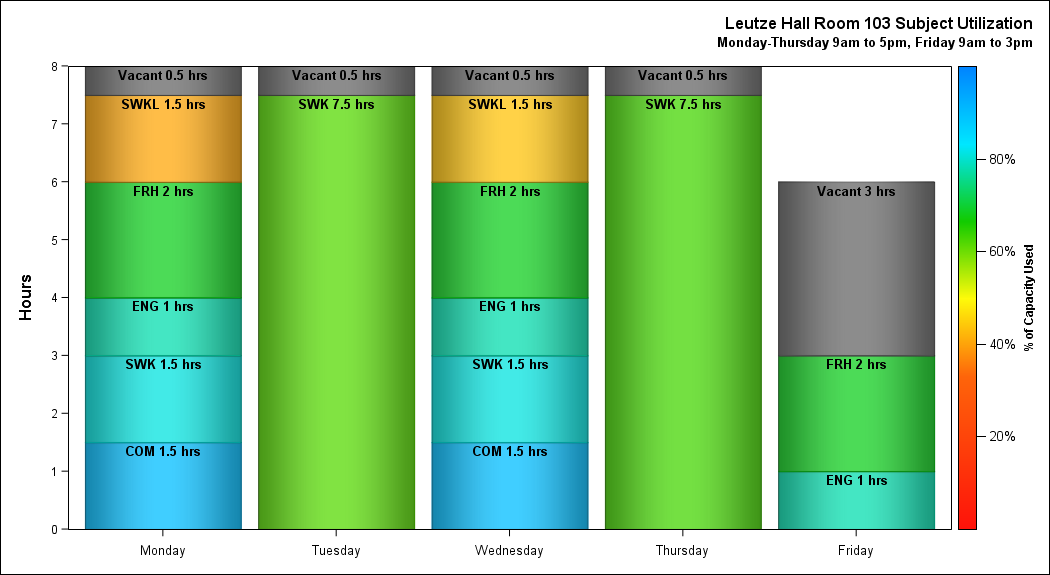 Leutze Hall Room 103 Subject Utilization
Monday-Thursday 9am to 5pm, Friday 9am to 3pm
Hours
8
7
6
5
4
3
2
1
0
Vacant 0.5 hrs
SWKL 1.5 hrs
FRH 2 hrs
ENG 1 hrs
SWK 1.5 hrs
COM 1.5 hrs
Vacant 0.5 hrs
SWK 7.5 hrs
Vacant 0.5 hrs
SWKL 1.5 hrs
FRH 2 hrs
ENG 1 hrs
SWK 1.5 hrs
COM 1.5 hrs
Vacant 0.5 hrs
SWK 7.5 hrs
Vacant 3 hrs
FRH 2 hrs
ENG 1 hrs
Monday
Tuesday
Wednesday
Thursday
Friday
80%
60%
40%
20%
% of Capacity Used